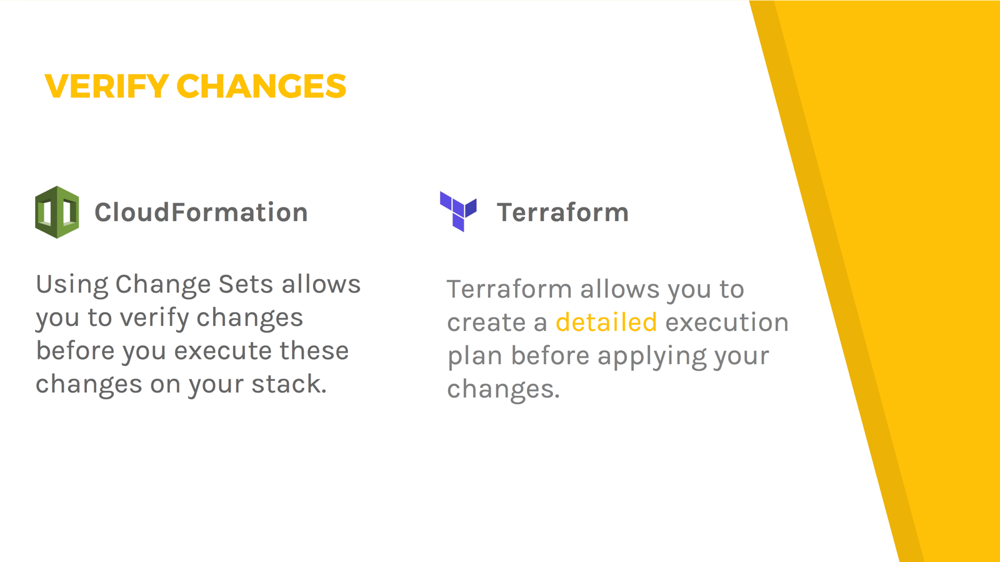 VERIFY CHANGES
CloudFormation
Using Change Sets allows
you to verify changes
before you execute these
changes on your stack.
Terraform
Terraform allows you to
create a detailed execution
plan before applying your
changes.